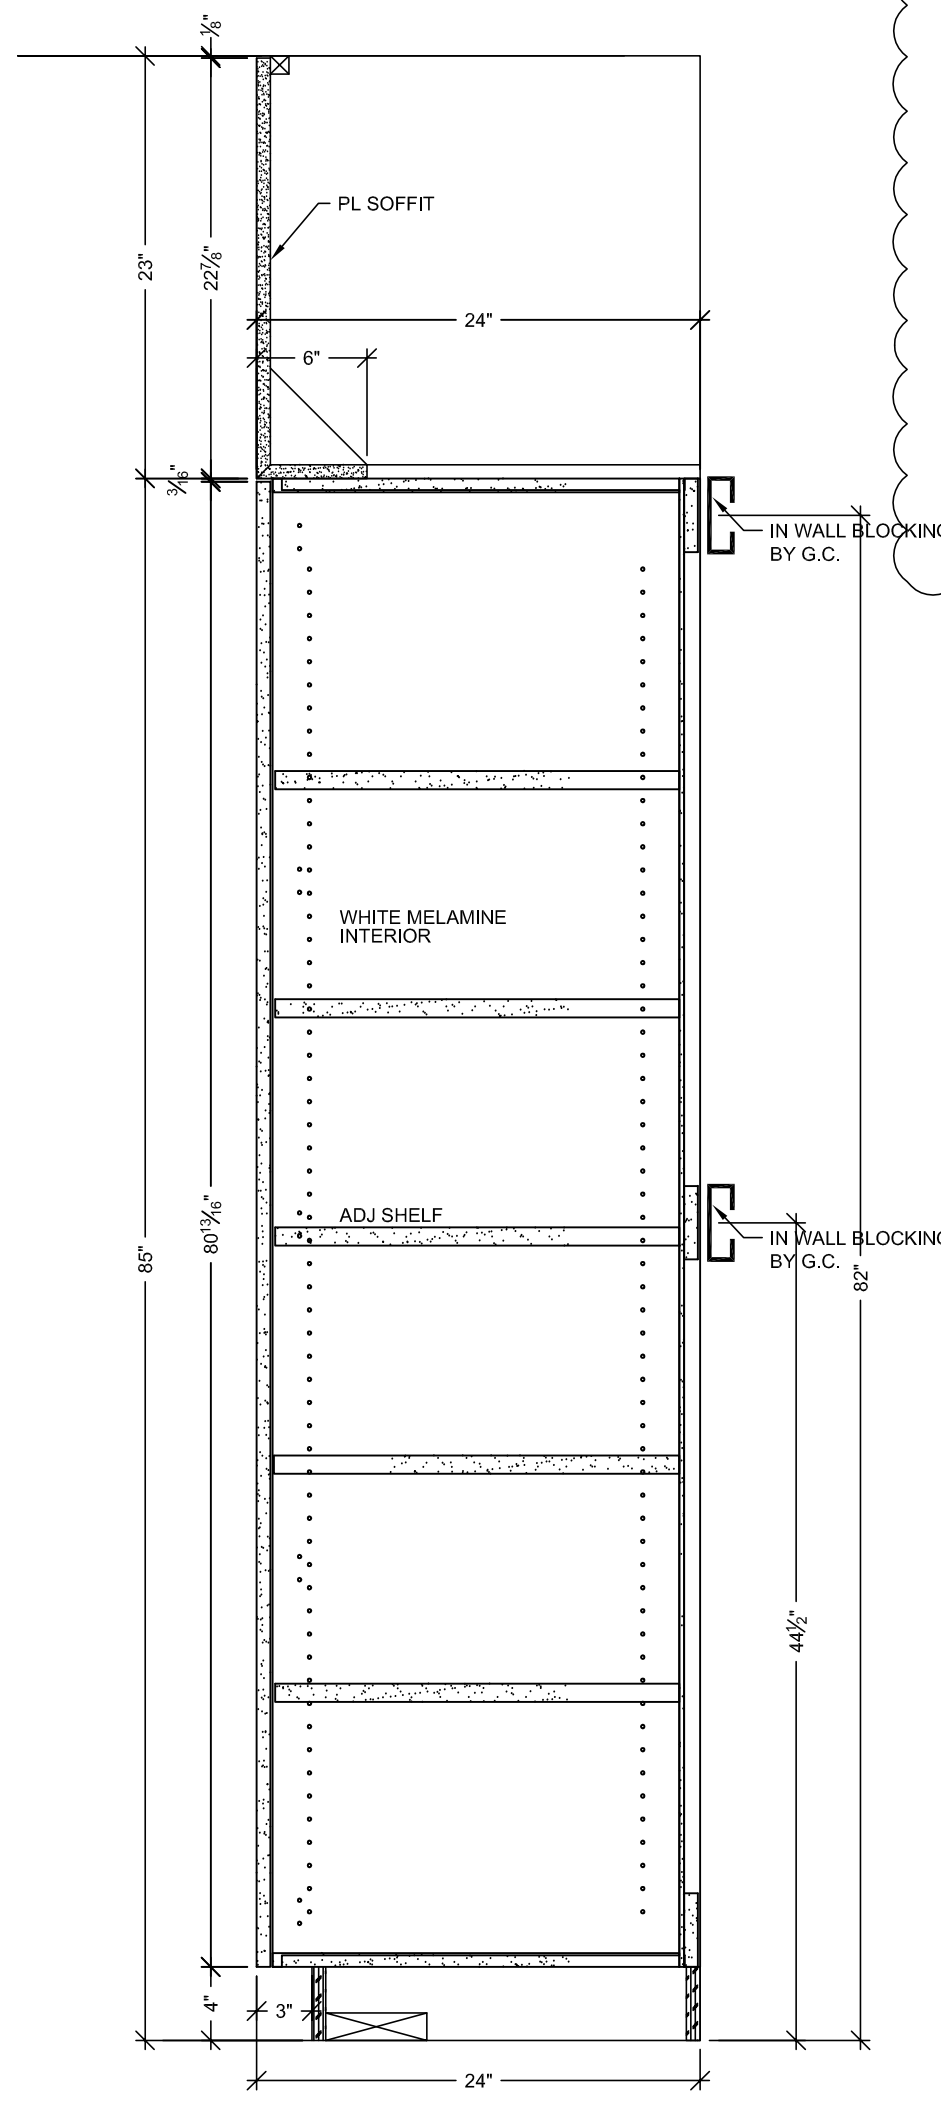 1/8"
PL SOFFIT
23"
22 7/8"
24"
6"
3/16"
IN WALL BLOCKING
BY G.C.
WHITE MELAMINE
INTERIOR
ADJ SHELF
80 13/16"
85"
IN WALL BLOCKING
BY G.C.
82"
44 1/2"
4"
3"
24"